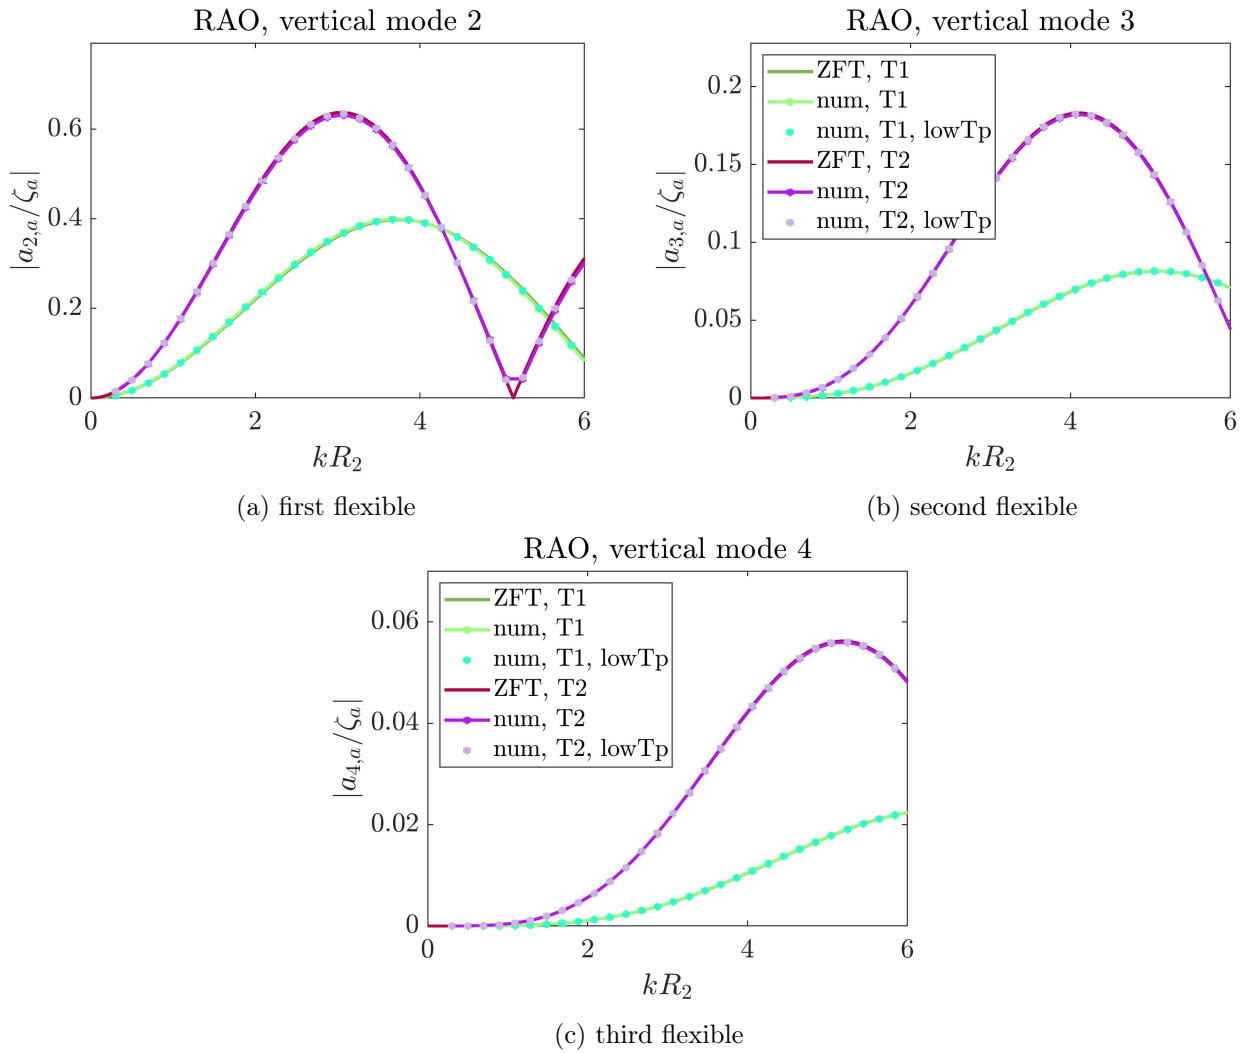 RAO, vertical mode 2
|a2,a/ζa|
0.6
0.4
0.2
0
0 2 4 6
kR2
(a) first flexible
RAO, vertical mode 3
|a3,a/ζa|
0.2
0.15
0.1
0.05
0
ZFT, T1
num, T1
num, T1, lowTp
ZFT, T2
num, T2
num, T2, lowTp
0 2 4 6
kR2
(b) second flexible
RAO, vertical mode 4
|a4,a/ζa|
0.06
0.04
0.02
0
ZFT, T1
num, T1
num, T1, lowTp
ZFT, T2
num, T2
num, T2, lowTp
0 2 4 6
kR2
(c) third flexible